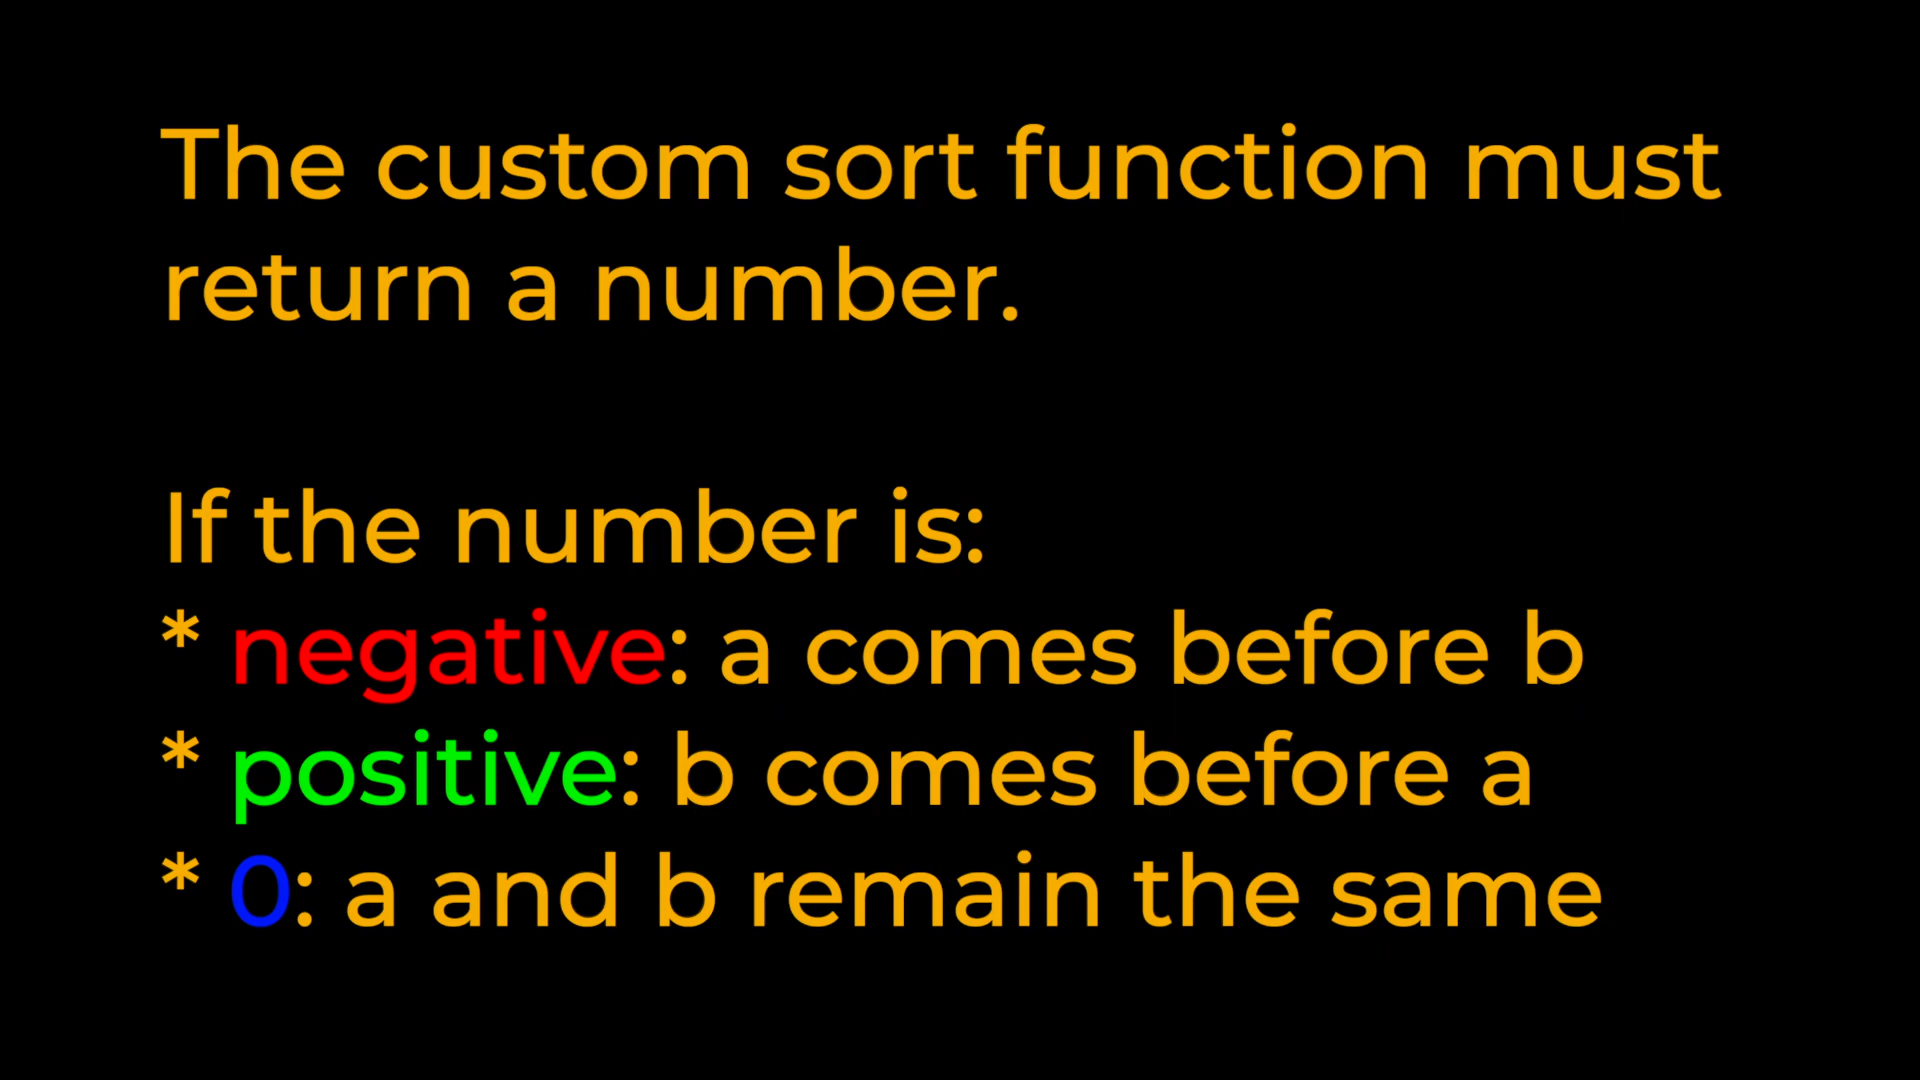 The custom sort function must
return a number.
If the number is:
* negative: a comes before b
* positive: b comes before a
* 0: a and b remain the same